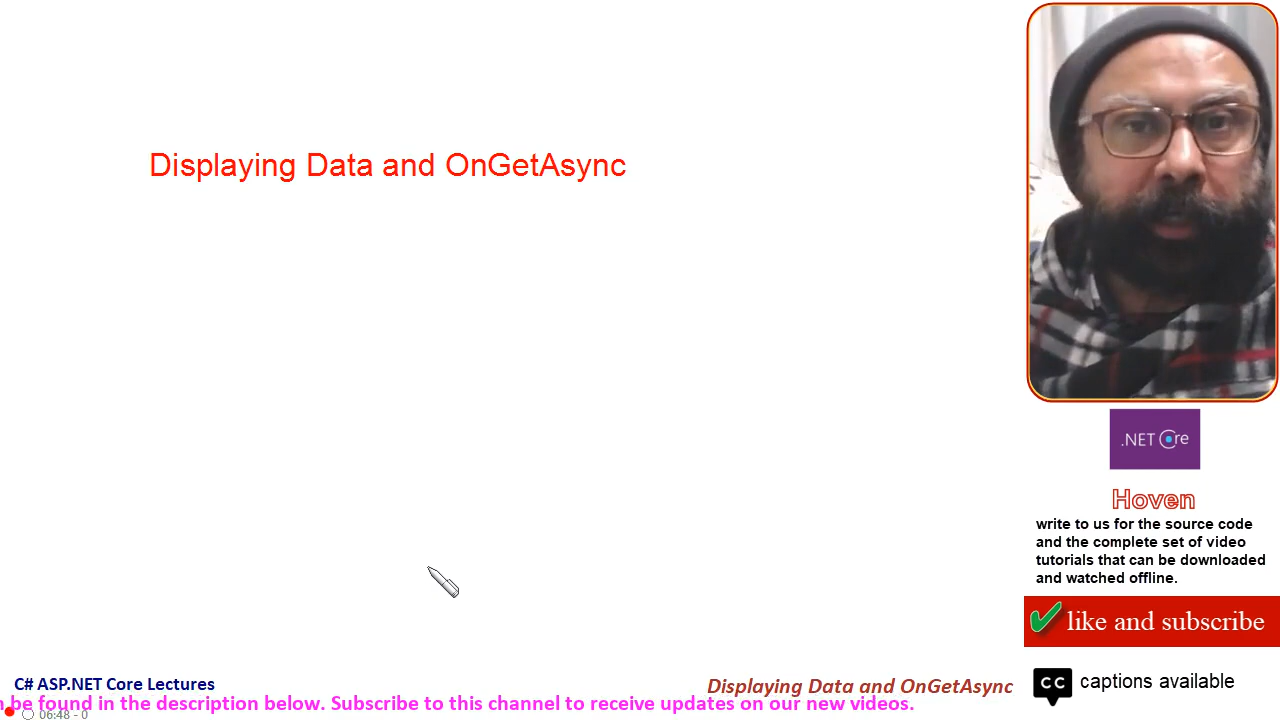 Displaying Data and OnGetAsync
.NET Core
Hoven
write to us for the source code
and the complete set of video
tutorials that can be downloaded
and watched offline.
like and subscribe
CC captions available
C# ASP.NET Core Lectures
Displaying Data and OnGetAsync
be found in the description below. Subscribe to this channel to receive updates on our new videos.
06:48 - 0